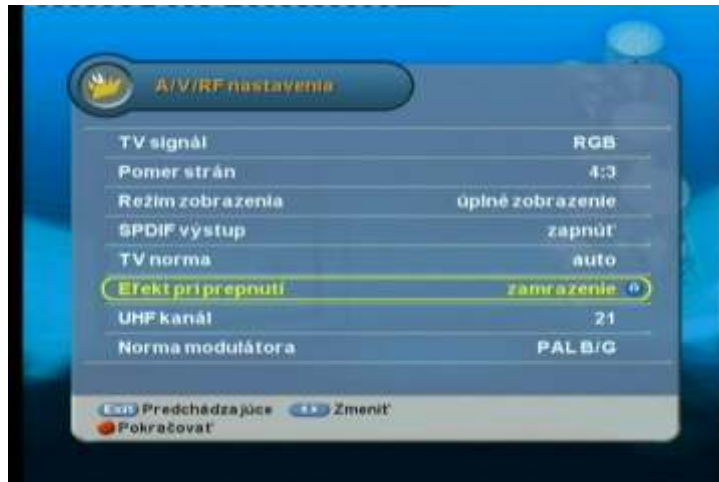 A/V/RF nastavenia
TV signál RGB
Pomer strán 4:3
Režim zobrazenia úplné zobrazenie
SPDIF výstup zapnúť
TV norma auto
Efekt pri prepnutí zamrazenie
UHF kanál 21
Norma modulátora PAL B/G
Exit Predchádzajúce Zmeniť
Pokračovať